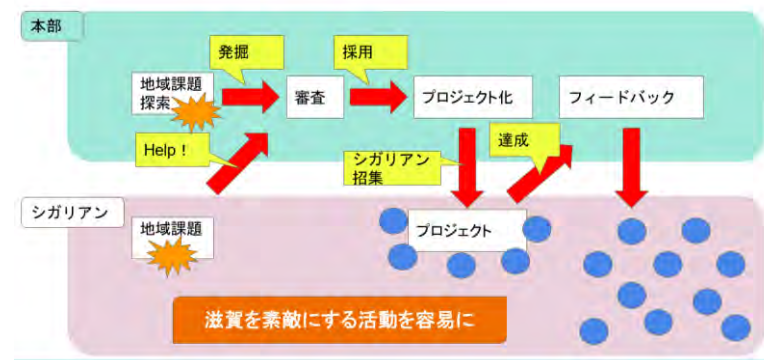 本部
発掘
採用
地域課題
探索
審査
プロジェクト化
フィードバック
Help！
シガリアン
招集
達成
シガリアン
地域課題
プロジェクト
滋賀を素敵にする活動を容易に